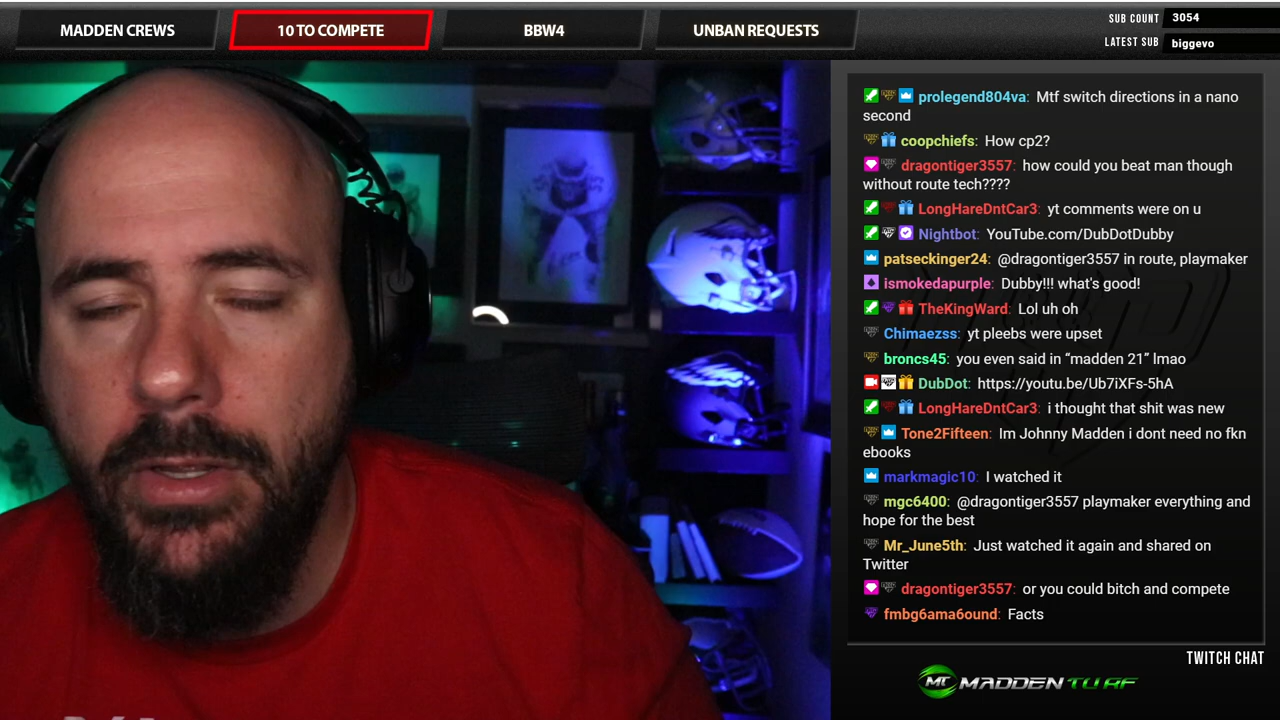 MADDEN CREWS
10 TO COMPETE
BBW4
UNBAN REQUESTS
SUB COUNT 3054
LATEST SUB biggevo
prolegend804va: Mtf switch directions in a nano
second
coopchiefs: How cp2?
dragontiger3557: how could you beat man though
without route tech????
LongHareDntCar3: yt comments were on u
Nightbot: YouTube.com/DubDotDubby
patseckinger24: @dragontiger3557 in route, playmaker
ismokedapurple: Dubby!!! what's good!
TheKingWard: Lol uh oh
Chimaezss: yt pleebs were upset
broncs45: you even said in “madden 21” lmao
DubDot: https://youtu.be/Ub7iXFs-5hA
LongHareDntCar3: i thought that shit was new
Tone2Fifteen: Im Johnny Madden i dont need no fkn
ebooks
markmagic10: I watched it
mgc6400: @dragontiger3557 playmaker everything and
hope for the best
Mr_June5th: Just watched it again and shared on
Twitter
dragontiger3557: or you could bitch and compete
fmbg6ama6ound: Facts
TWITCH CHAT
MT MADDEN TURF